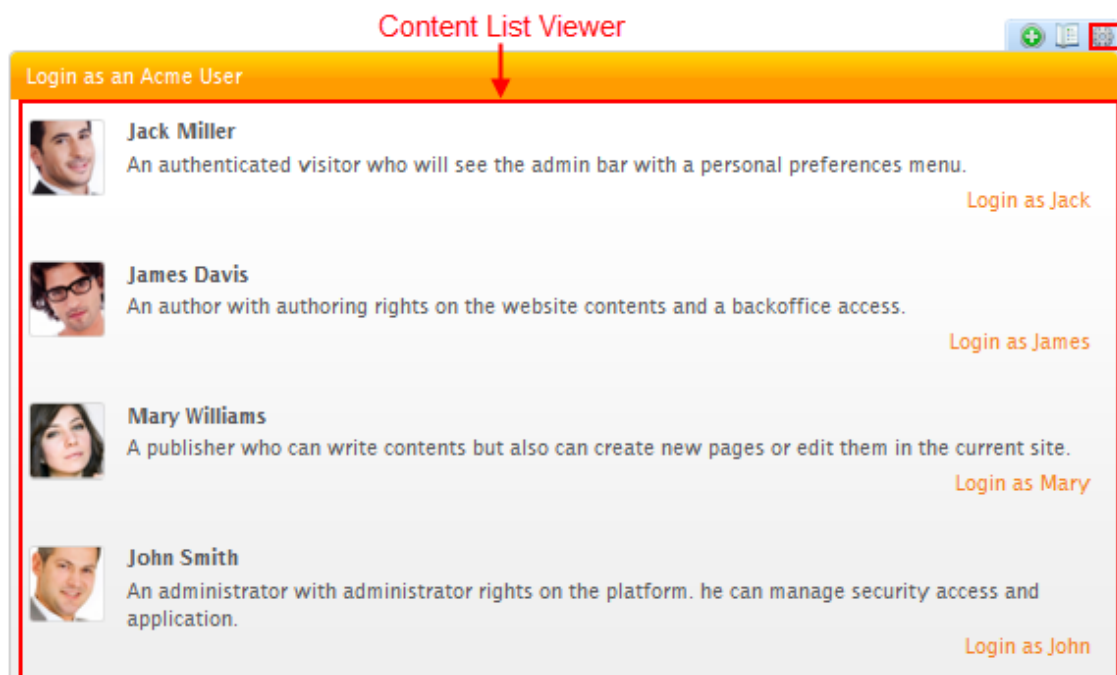 Content List Viewer
Login as an Acme User
Jack Miller
An authenticated visitor who will see the admin bar with a personal preferences menu.
Login as Jack
James Davis
An author with authoring rights on the website contents and a backoffice access.
Login as James
Mary Williams
A publisher who can write contents but also can create new pages or edit them in the current site.
Login as Mary
John Smith
An administrator with administrator rights on the platform. he can manage security access and
application.
Login as John